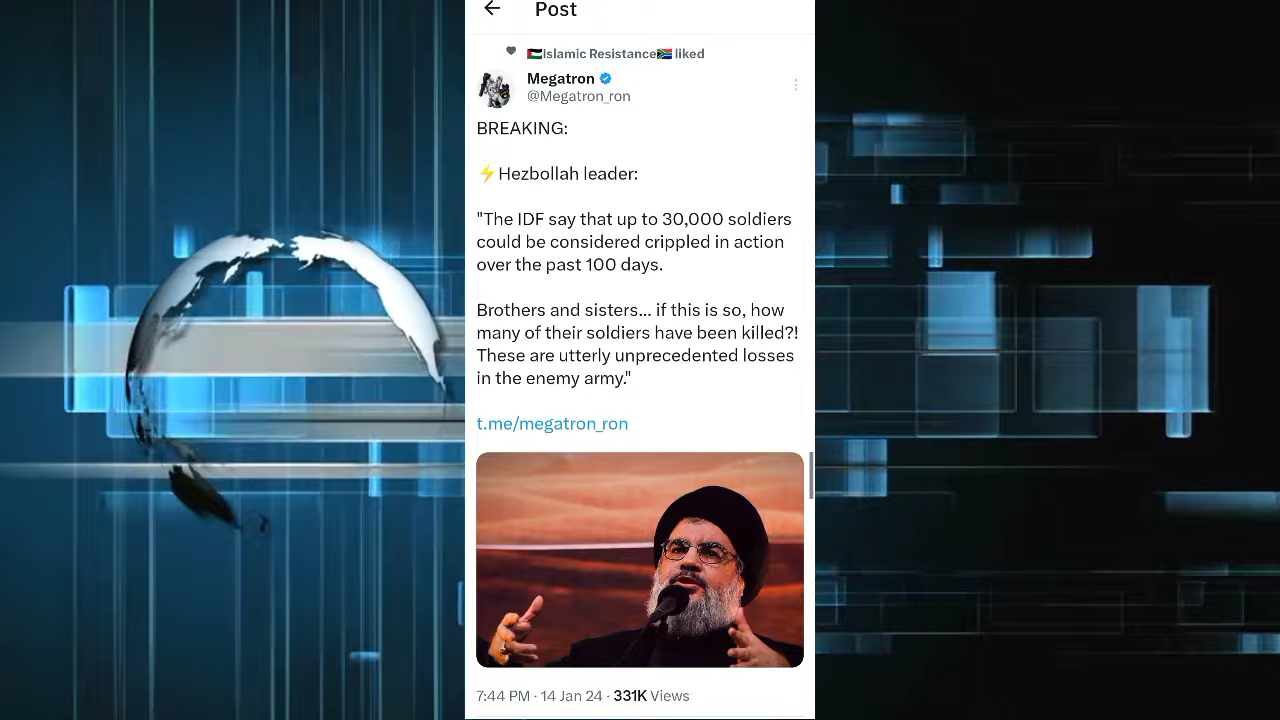 Post
🇵🇸Islamic Resistance🇿🇦 liked
Megatron
@Megatron_ron
BREAKING:
⚡Hezbollah leader:
"The IDF say that up to 30,000 soldiers
could be considered crippled in action
over the past 100 days.
Brothers and sisters... if this is so, how
many of their soldiers have been killed?!
These are utterly unprecedented losses
in the enemy army."
t.me/megatron_ron
7:44 PM · 14 Jan 24 · 331K Views